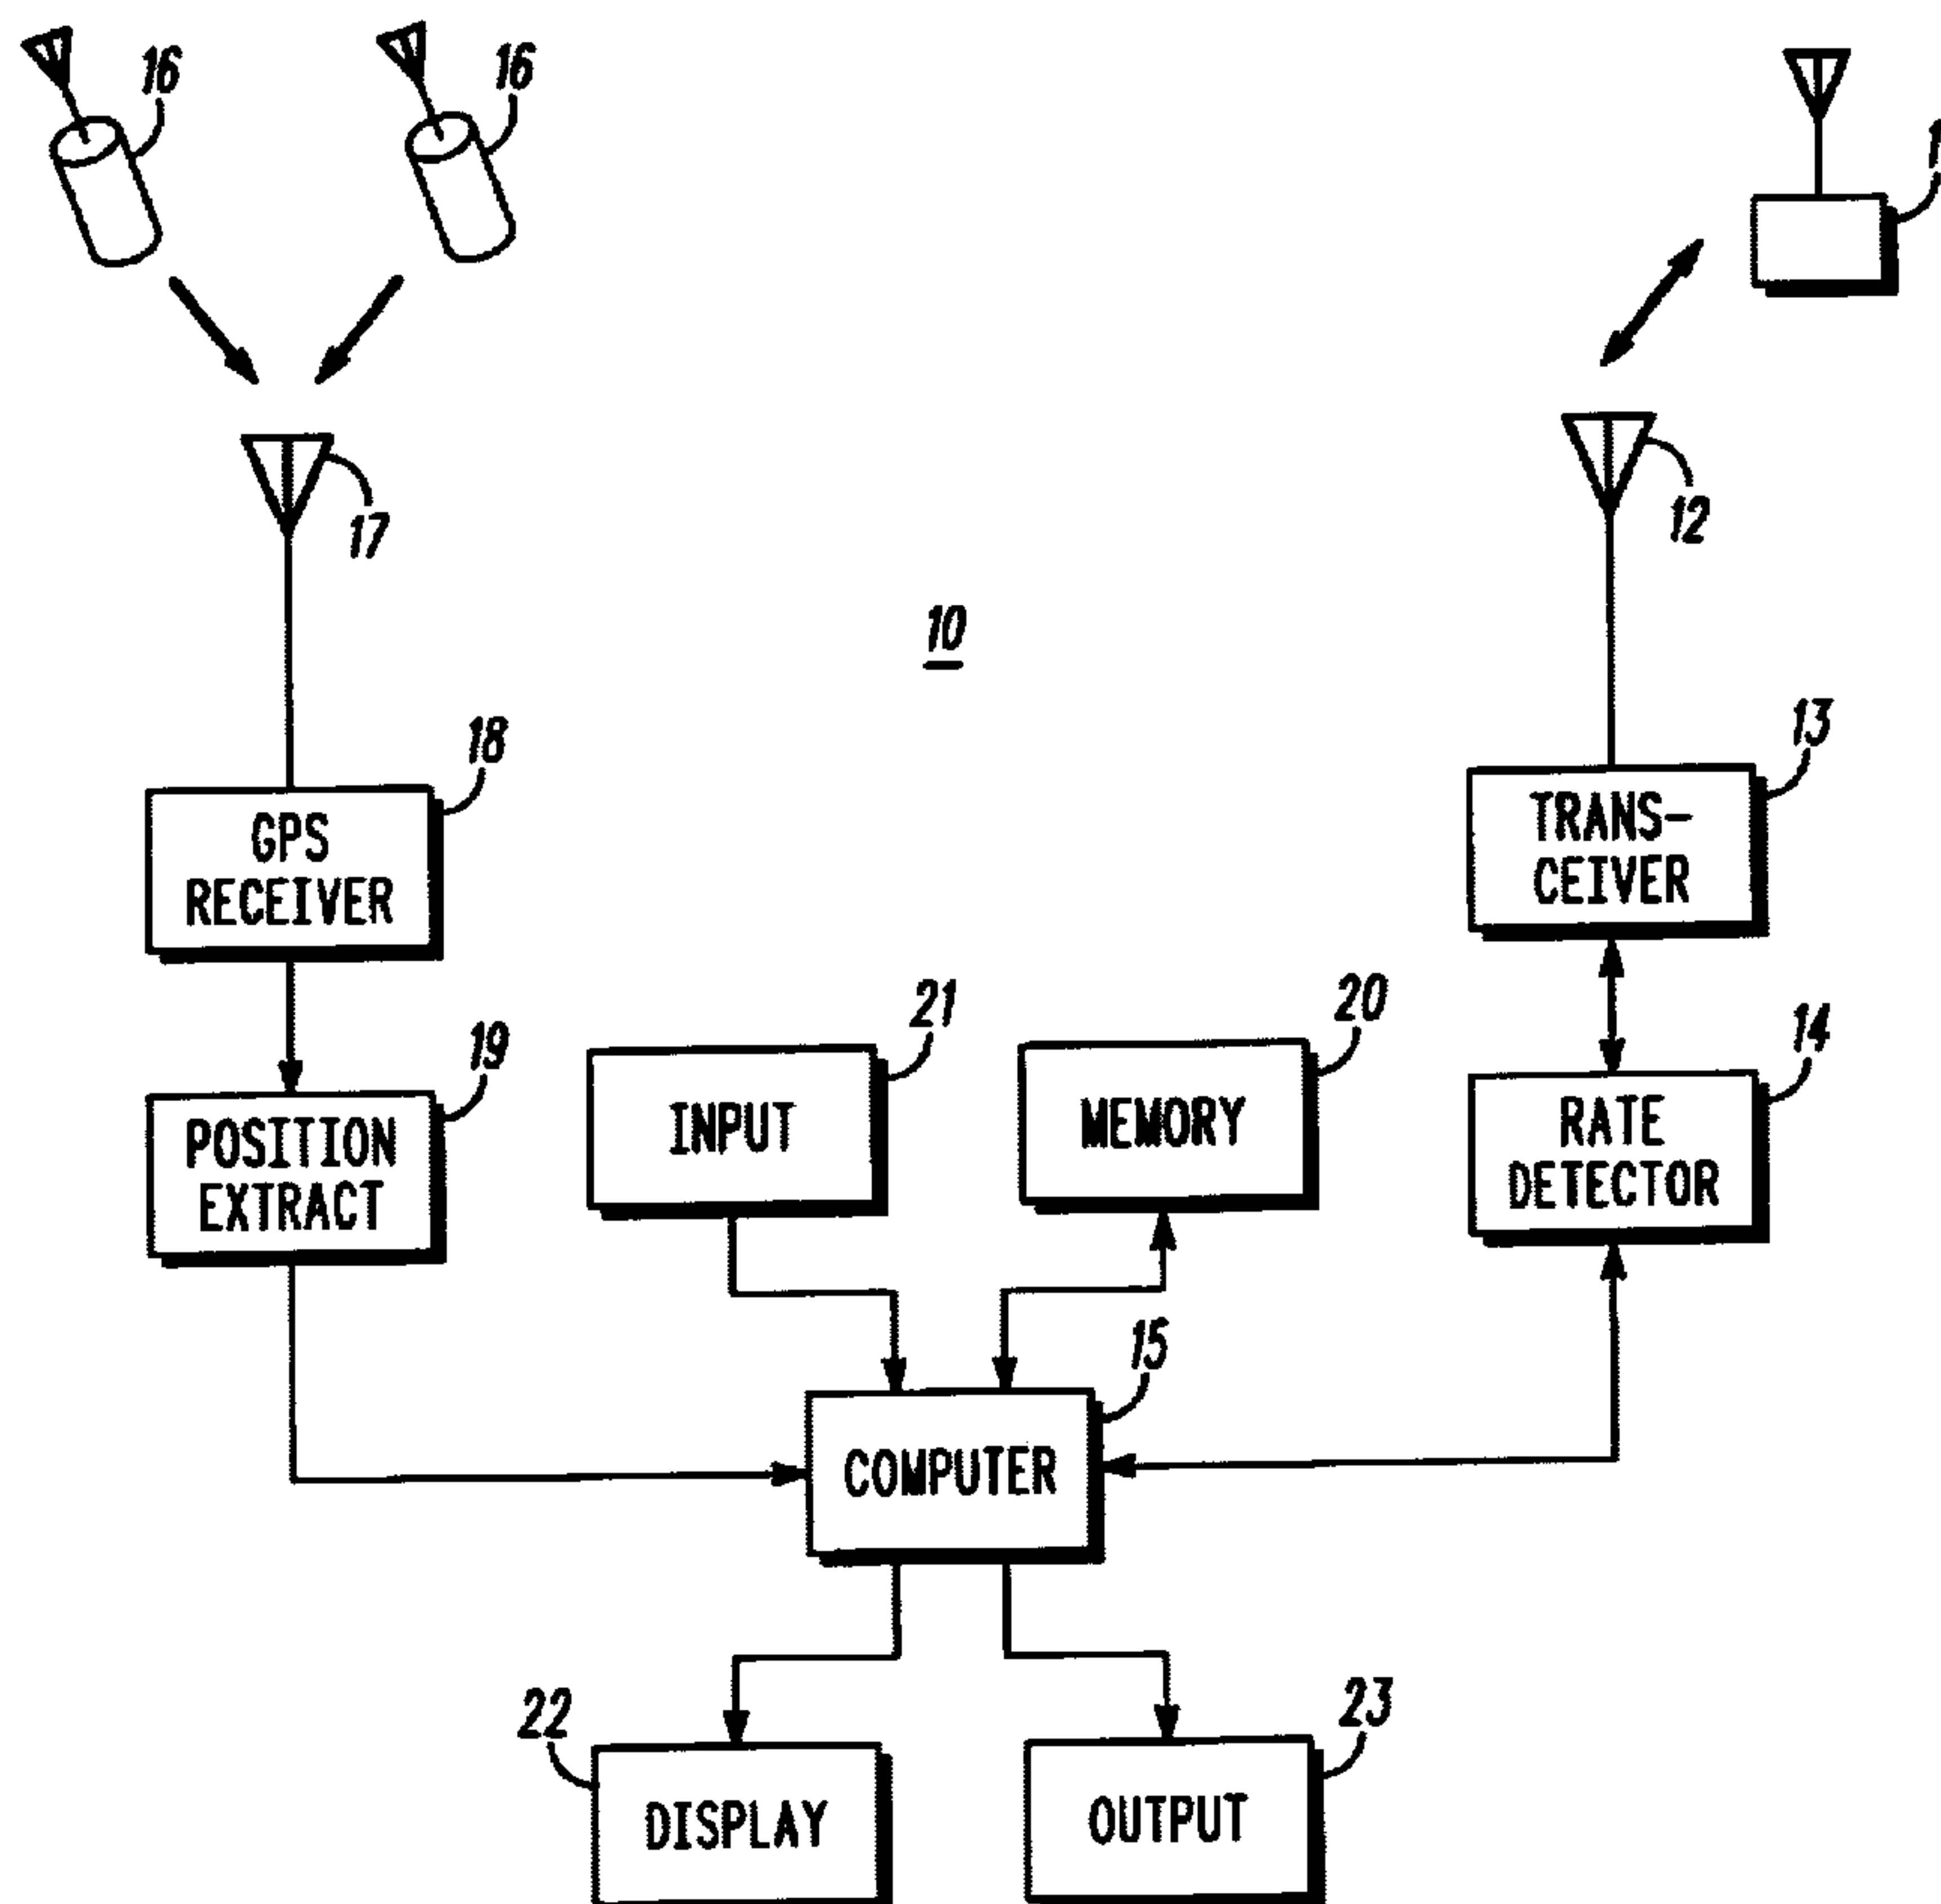 16
16
17
12
10
18
13
GPS
RECEIVER
TRANS-
CEIVER
21
20
19
14
POSITION
EXTRACT
INPUT
MEMORY
RATE
DETECTOR
15
COMPUTER
22
23
DISPLAY
OUTPUT